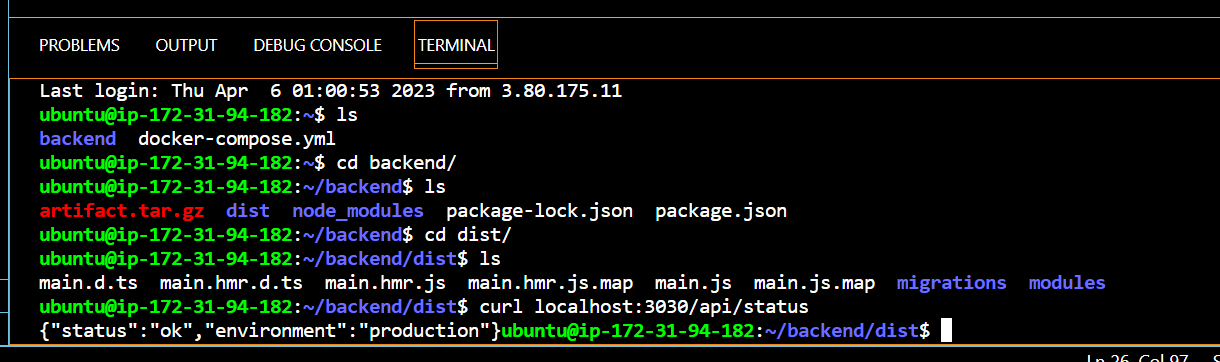 PROBLEMS OUTPUT DEBUG CONSOLE TERMINAL
Last login: Thu Apr  6 01:00:53 2023 from 3.80.175.11
ubuntu@ip-172-31-94-182:~$ ls
backend  docker-compose.yml
ubuntu@ip-172-31-94-182:~$ cd backend/
ubuntu@ip-172-31-94-182:~/backend$ ls
artifact.tar.gz  dist  node_modules  package-lock.json  package.json
ubuntu@ip-172-31-94-182:~/backend$ cd dist/
ubuntu@ip-172-31-94-182:~/backend/dist$ ls
main.d.ts  main.hmr.d.ts  main.hmr.js  main.hmr.js.map  main.js  main.js.map  migrations  modules
ubuntu@ip-172-31-94-182:~/backend/dist$ curl localhost:3030/api/status
{"status":"ok","environment":"production"}ubuntu@ip-172-31-94-182:~/backend/dist$
Ln 26, Col 97